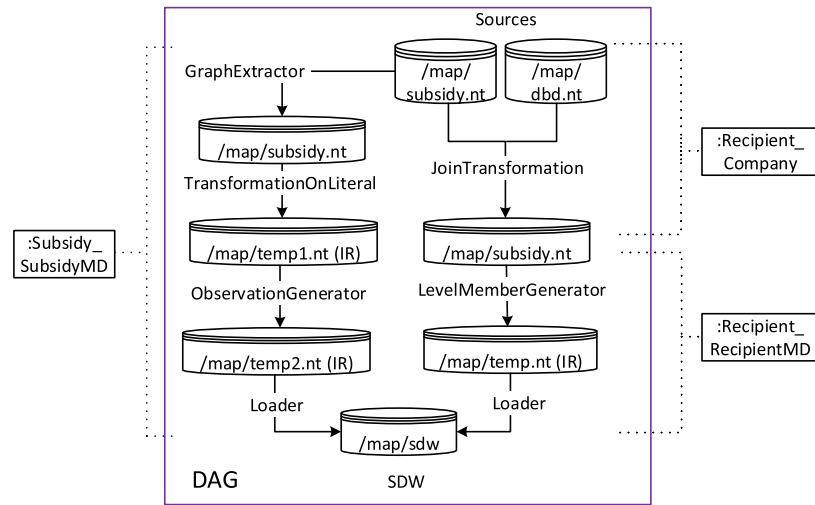 Sources
GraphExtractor
/map/
subsidy.nt
/map/
dbd.nt
/map/subsidy.nt
JoinTransformation
:Recipient_
Company
TransformationOnLiteral
:Subsidy_
SubsidyMD
/map/temp1.nt (IR)
/map/subsidy.nt
ObservationGenerator
LevelMemberGenerator
:Recipient_
RecipientMD
/map/temp2.nt (IR)
/map/temp.nt (IR)
Loader
Loader
/map/sdw
DAG
SDW